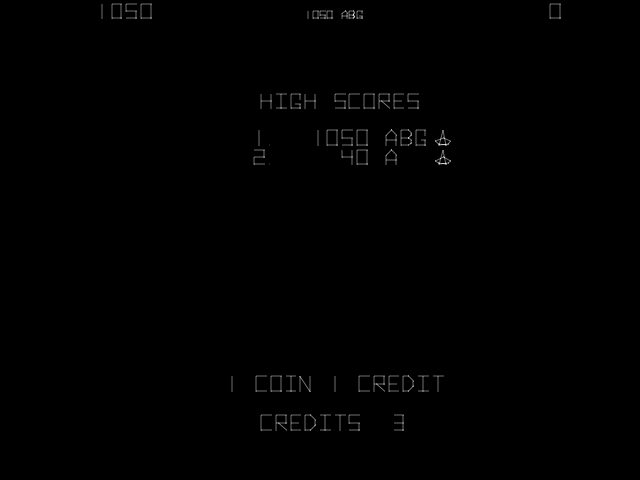 1050 1050 ABG 0
HIGH SCORES
1. 1050 ABG
2. 40 A
1 COIN 1 CREDIT
CREDITS 3